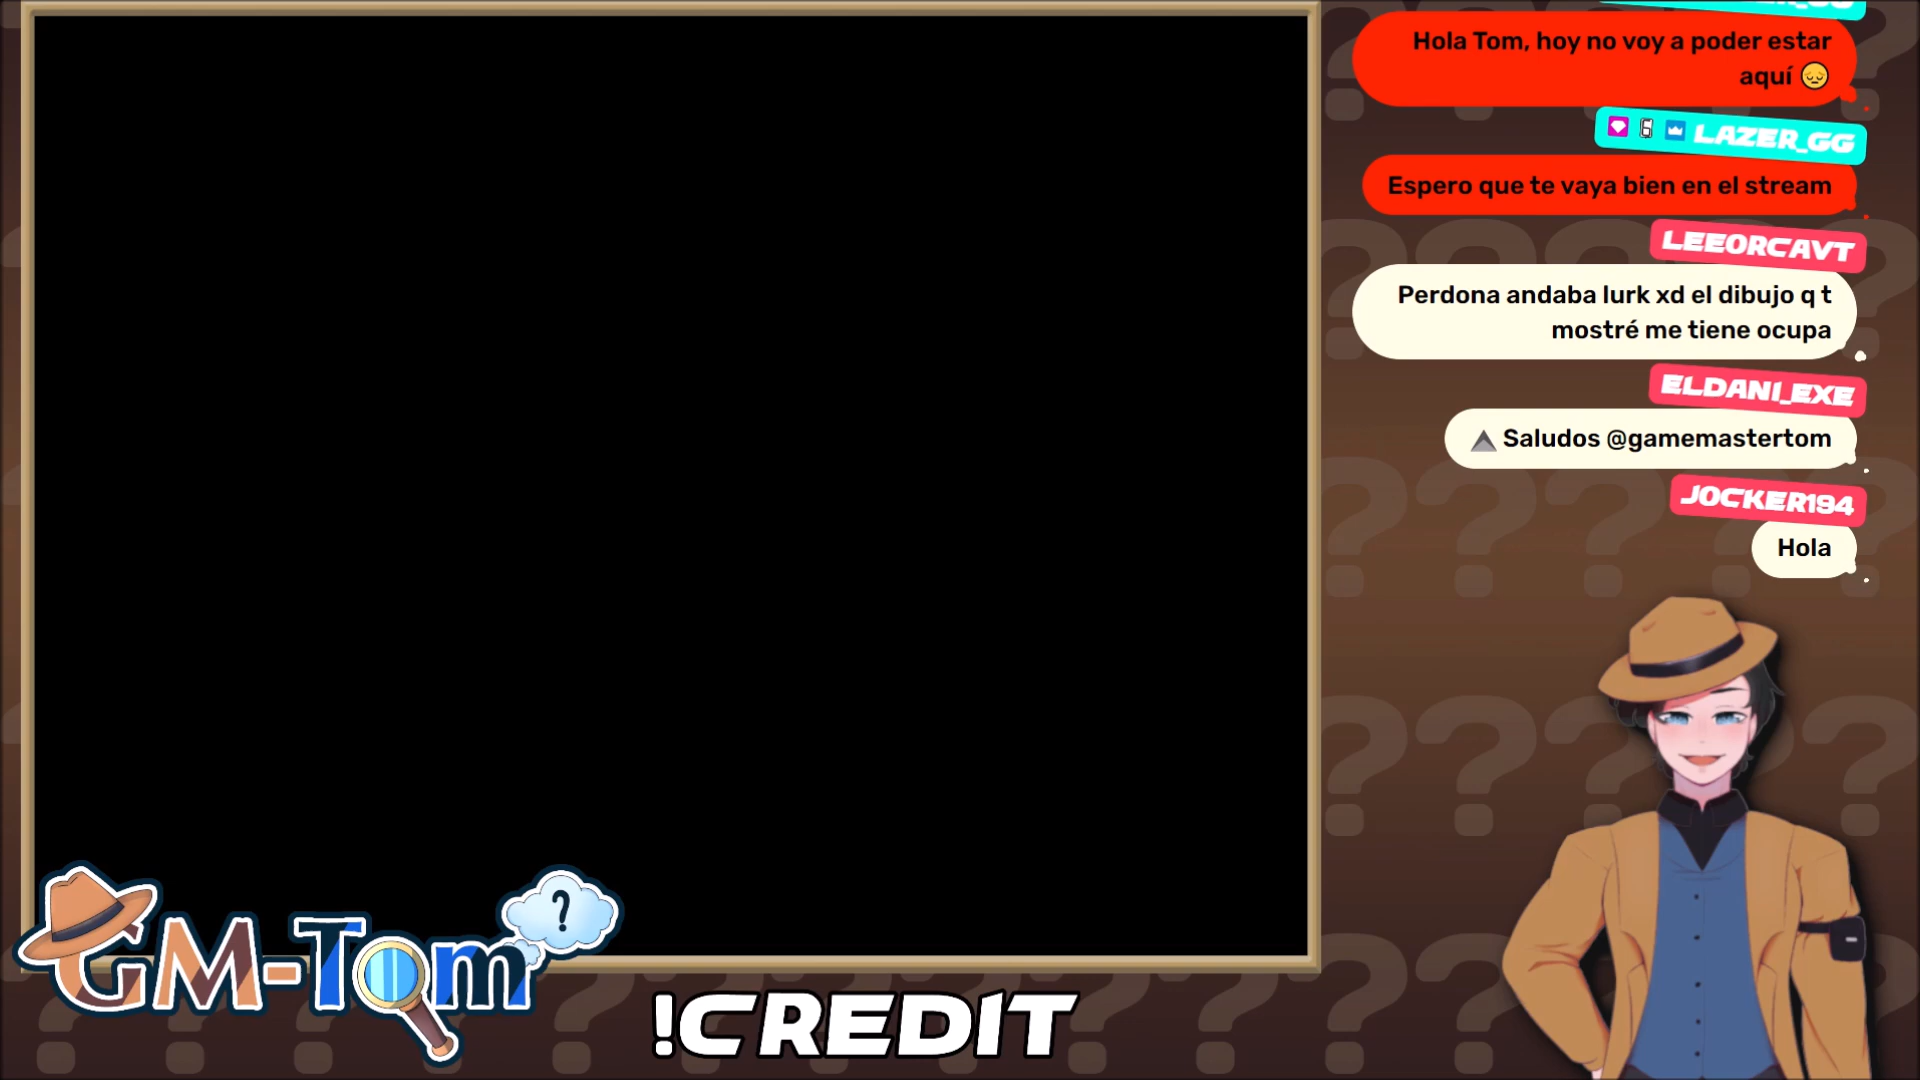 Hola Tom, hoy no voy a poder estar
aquí 😔
LAZER_GG
Espero que te vaya bien en el stream
LEEORCAVT
Perdona andaba lurk xd el dibujo q t
mostré me tiene ocupa
ELDANI_EXE
Saludos @gamemastertom
JOCKER194
Hola
GM-Tom
?
!CREDIT